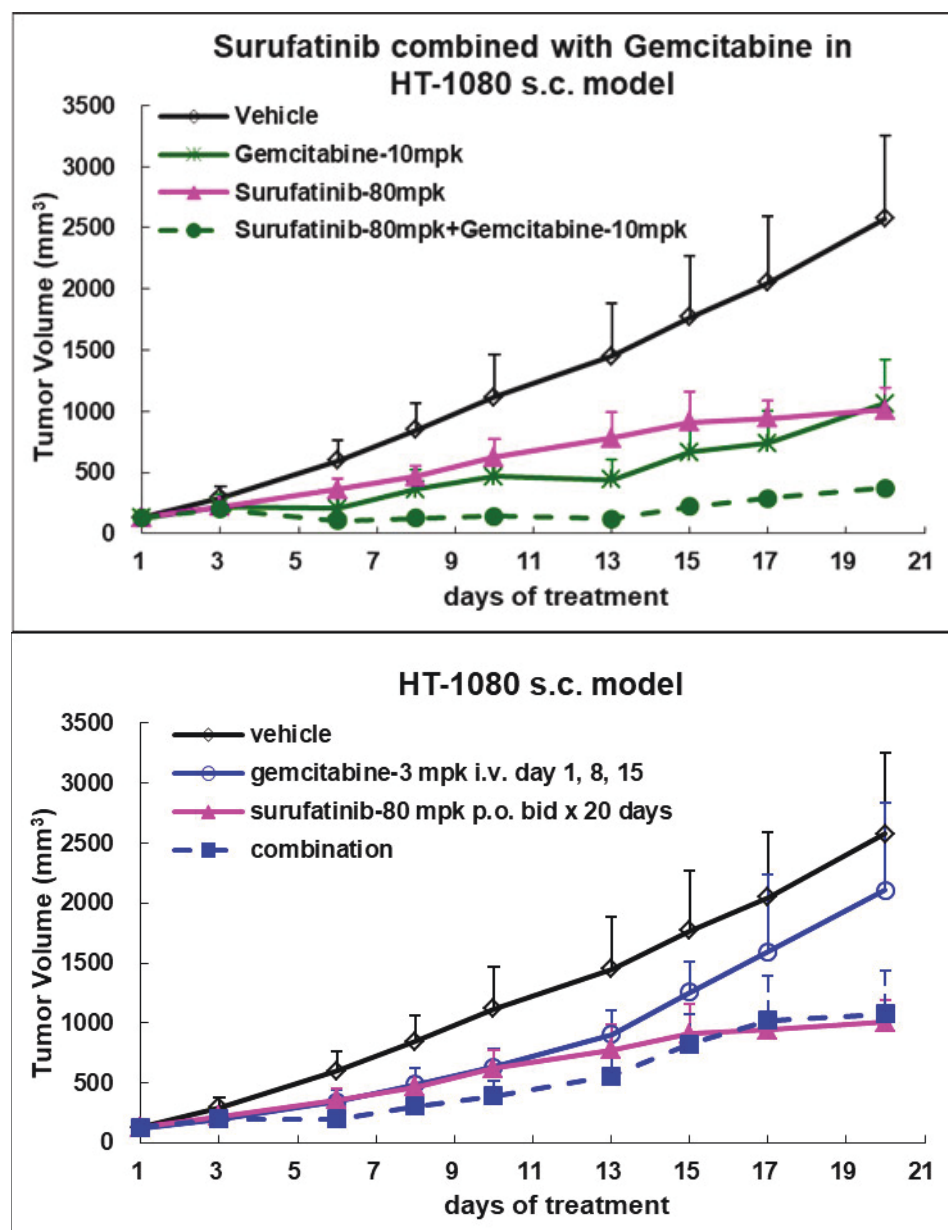 Surufatinib combined with Gemcitabine in
HT-1080 s.c. model
3500
3000
2500
2000
1500
1000
500
0
Tumor Volume (mm³)
Vehicle
Gemcitabine-10mpk
Surufatinib-80mpk
Surufatinib-80mpk+Gemcitabine-10mpk
1 3 5 7 9 11 13 15 17 19 21
days of treatment
HT-1080 s.c. model
3500
3000
2500
2000
1500
1000
500
0
Tumor Volume (mm³)
vehicle
gemcitabine-3 mpk i.v. day 1, 8, 15
surufatinib-80 mpk p.o. bid x 20 days
combination
1 3 5 7 9 11 13 15 17 19 21
days of treatment